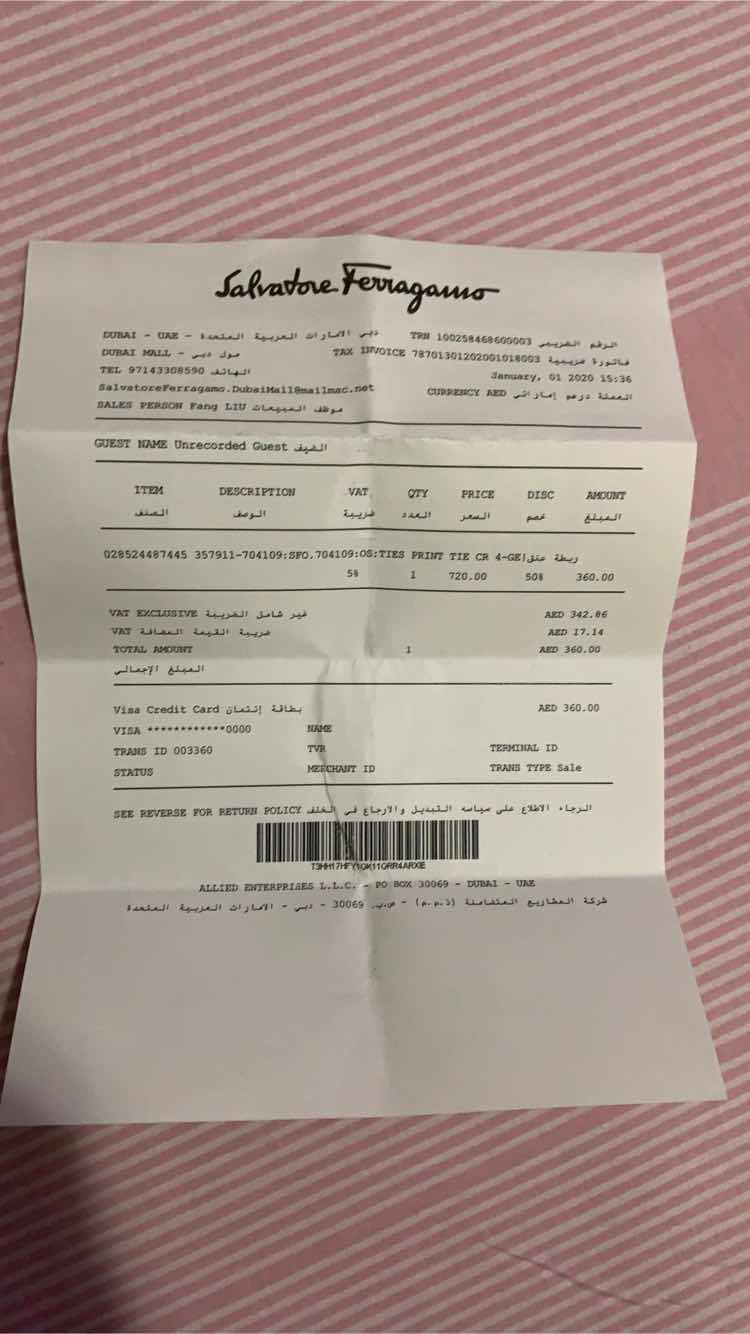 Salvatore Ferragamo
DUBAI - UAE - دبي الامارات العربية المتحدة TRN 100258468600003 الرقم الضريبي
DUBAI MALL - مول دبي TAX INVOICE 78701301202001018003 فاتورة ضريبية
TEL 97143308590 الهاتف January, 01 2020 15:36
SalvatoreFerragamo.DubaiMall@mailmac.net CURRENCY AED العملة درهم إماراتي
SALES PERSON Fang LIU موظف المبيعات
GUEST NAME Unrecorded Guest الضيف
ITEM DESCRIPTION VAT QTY PRICE DISC AMOUNT
الصنف الوصف ضريبة العدد السعر خصم المبلغ
028524487445 357911-704109:SFO.704109:OS:TIES PRINT TIE CR 4-GE|ربطة عنق
5% 1 720.00 50% 360.00
VAT EXCLUSIVE غير شامل الضريبة AED 342.86
VAT ضريبة القيمة المضافة AED 17.14
TOTAL AMOUNT 1 AED 360.00
المبلغ الإجمالي
Visa Credit Card بطاقة إئتمان AED 360.00
VISA ************0000 NAME
TRANS ID 003360 TVR TERMINAL ID
STATUS MERCHANT ID TRANS TYPE Sale
SEE REVERSE FOR RETURN POLICY الرجاء الاطلاع على سياسه التبديل والارجاع في الخلف
ALLIED ENTERPRISES L.L.C. - PO BOX 30069 - DUBAI - UAE
شركة المشاريع المتضامنة (ذ.م.م) - ص.ب. 30069 - دبي - الامارات العربية المتحدة